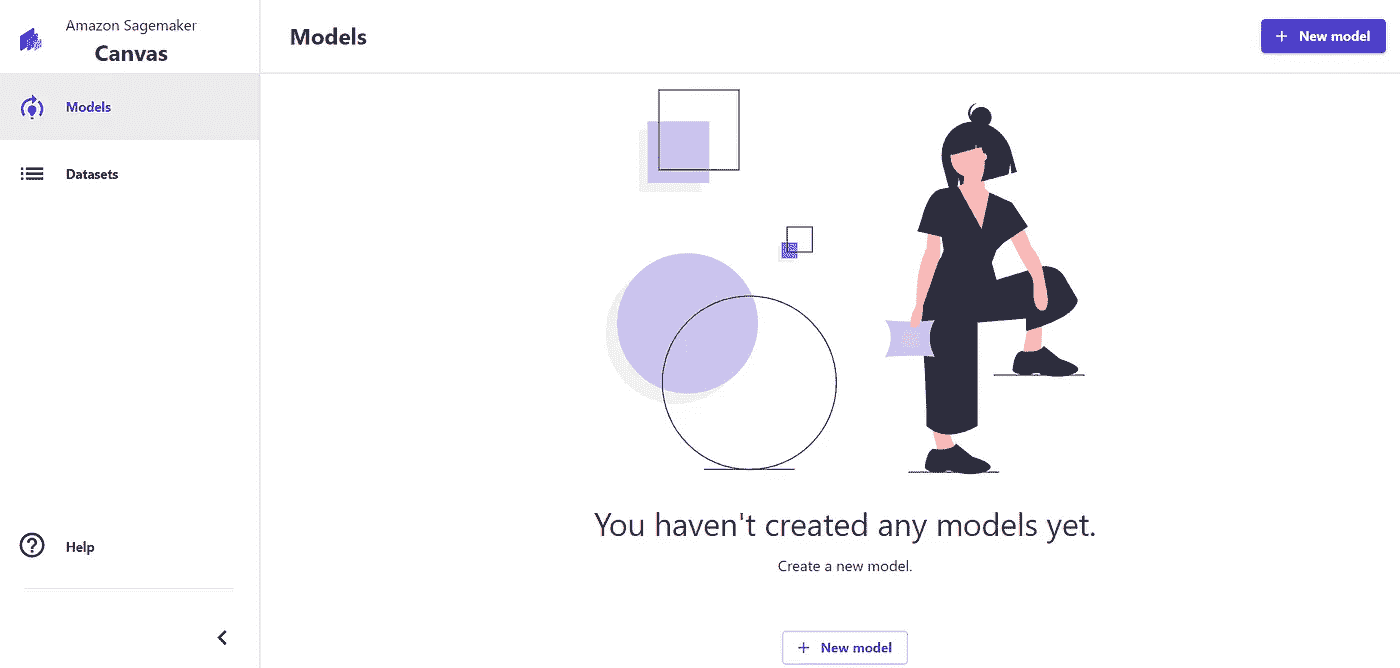 Amazon Sagemaker
Canvas
Models
Datasets
Help
Models
+ New model
You haven't created any models yet.
Create a new model.
+ New model